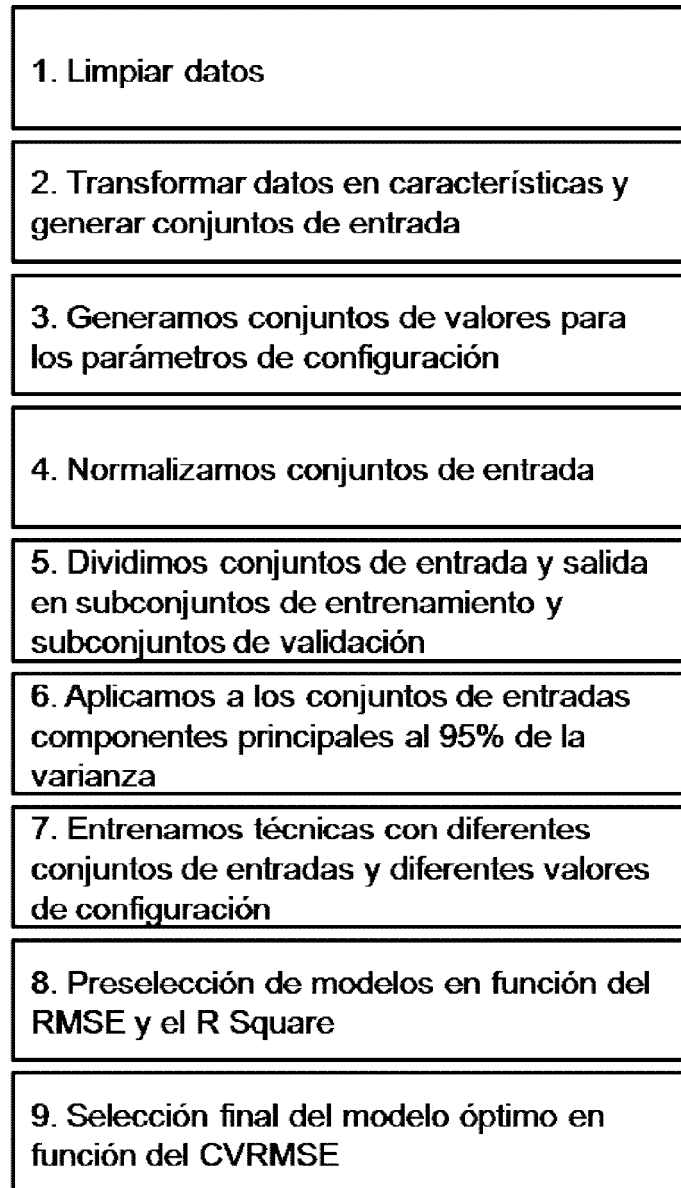 1. Limpiar datos
2. Transformar datos en características y
generar conjuntos de entrada
3. Generamos conjuntos de valores para
los parámetros de configuración
4. Normalizamos conjuntos de entrada
5. Dividimos conjuntos de entrada y salida
en subconjuntos de entrenamiento y
subconjuntos de validación
6. Aplicamos a los conjuntos de entradas
componentes principales al 95% de la
varianza
7. Entrenamos técnicas con diferentes
conjuntos de entradas y diferentes valores
de configuración
8. Preselección de modelos en función del
RMSE y el R Square
9. Selección final del modelo óptimo en
función del CVRMSE